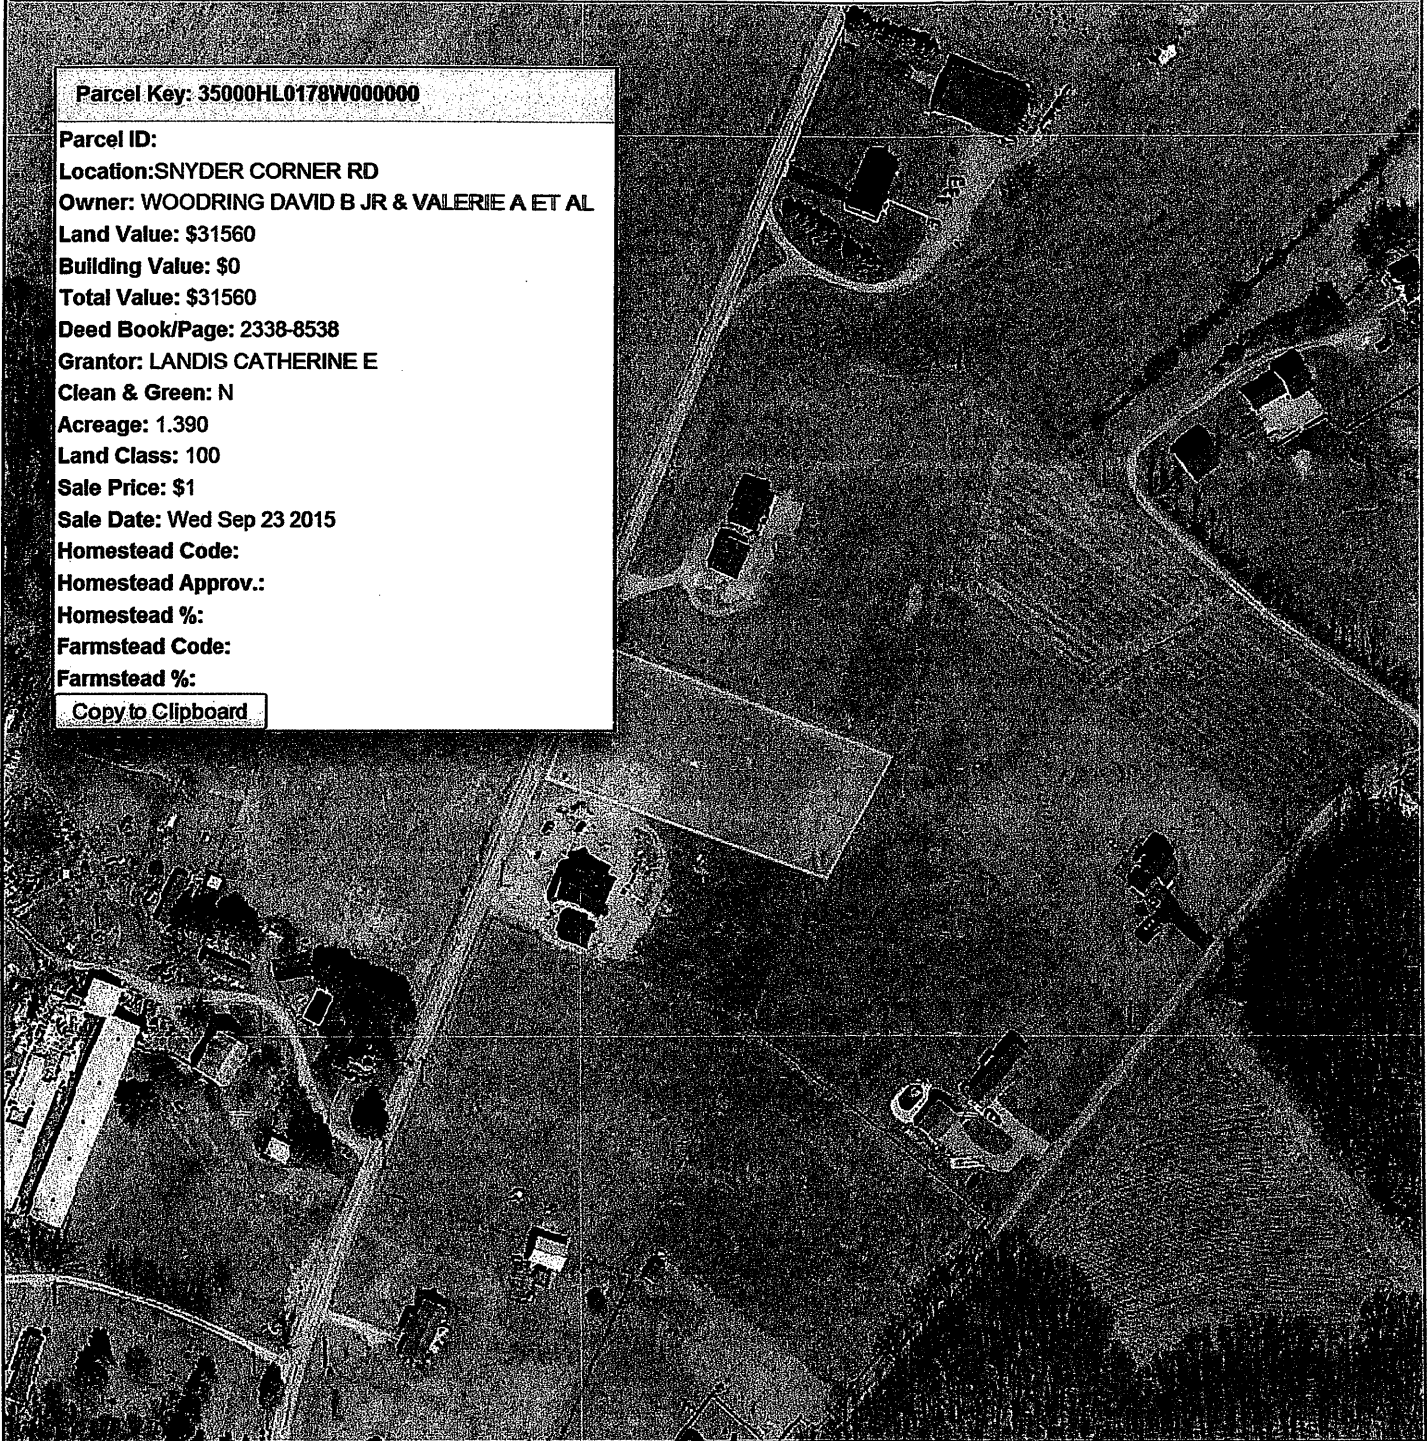 Parcel Key: 35000HL0178W000000
Parcel ID:
Location:SNYDER CORNER RD
Owner: WOODRING DAVID B JR & VALERIE A ET AL
Land Value: $31560
Building Value: $0
Total Value: $31560
Deed Book/Page: 2338-8538
Grantor: LANDIS CATHERINE E
Clean & Green: N
Acreage: 1.390
Land Class: 100
Sale Price: $1
Sale Date: Wed Sep 23 2015
Homestead Code:
Homestead Approv.:
Homestead %:
Farmstead Code:
Farmstead %:
Copy to Clipboard